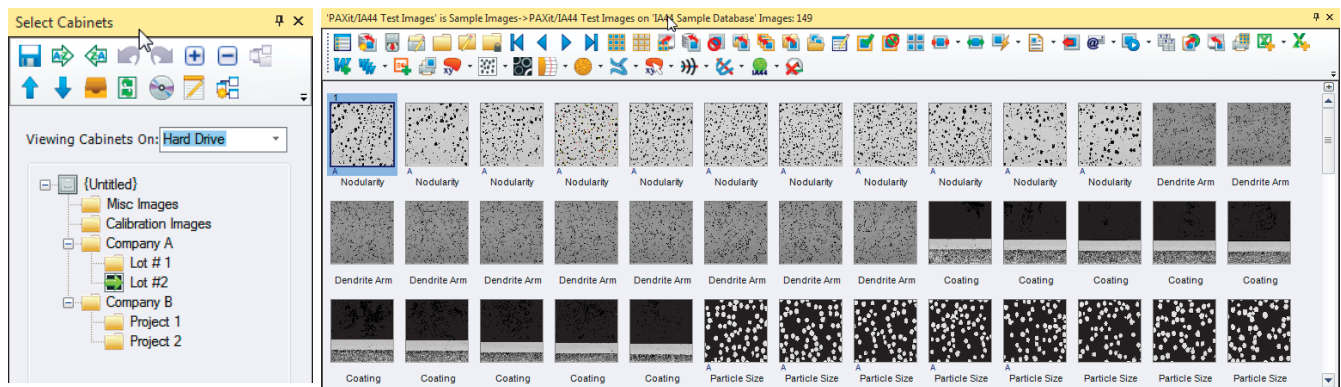 Select Cabinets
Viewing Cabinets On: Hard Drive
{Untitled}
Misc Images
Calibration Images
Company A
Lot # 1
Lot #2
Company B
Project 1
Project 2
'PAXit/IA44 Test Images' is Sample Images->PAXit/IA44 Test Images on 'IA44 Sample Database' Images: 149
1
A A A A A A A A A A A
Nodularity Nodularity Nodularity Nodularity Nodularity Nodularity Nodularity Nodularity Nodularity Nodularity Nodularity Dendrite Arm Dendrite Arm
Dendrite Arm Dendrite Arm Dendrite Arm Dendrite Arm Dendrite Arm Dendrite Arm Dendrite Arm Dendrite Arm Coating Coating Coating Coating Coating
A A A A A A A A
Coating Coating Coating Coating Coating Particle Size Particle Size Particle Size Particle Size Particle Size Particle Size Particle Size Particle Size